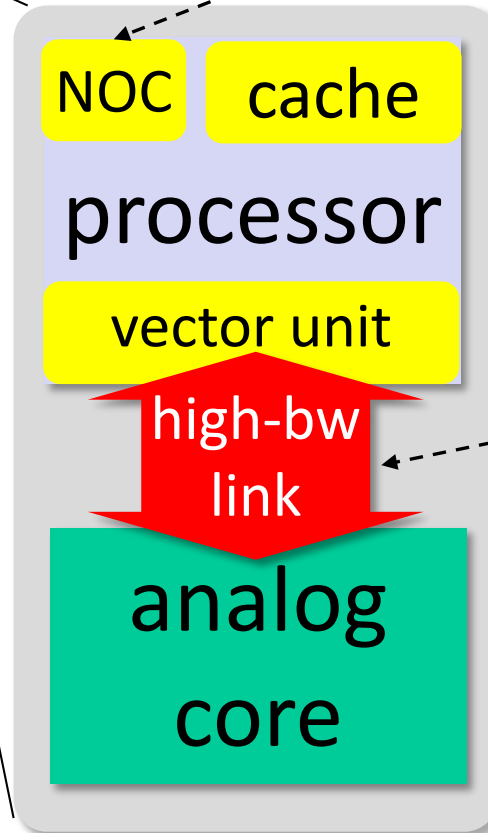 NOC cache
processor
vector unit
high-bw
link
analog
core